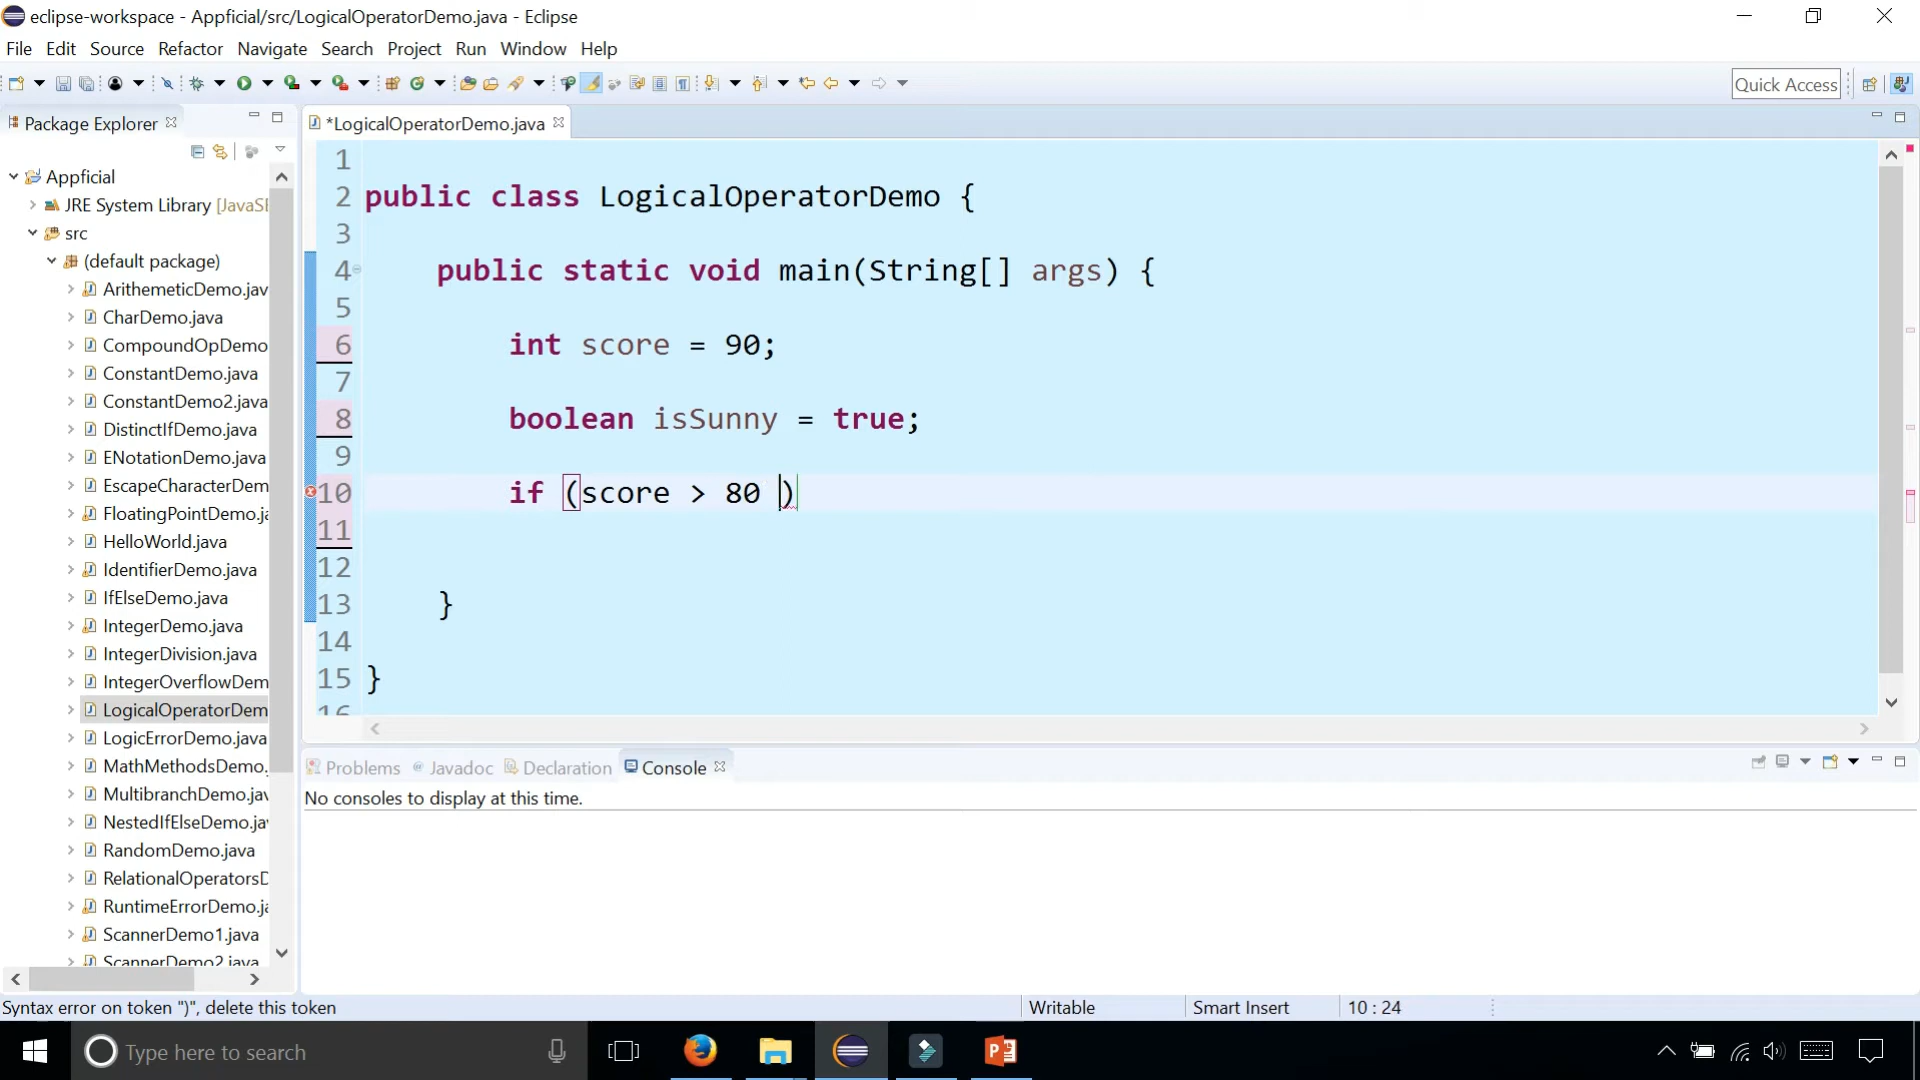 eclipse-workspace - Appficial/src/LogicalOperatorDemo.java - Eclipse
File Edit Source Refactor Navigate Search Project Run Window Help
Quick Access
Package Explorer
*LogicalOperatorDemo.java
Appficial
JRE System Library [JavaSE
src
(default package)
ArithemeticDemo.jav
CharDemo.java
CompoundOpDemo
ConstantDemo.java
ConstantDemo2.java
DistinctIfDemo.java
ENotationDemo.java
EscapeCharacterDem
FloatingPointDemo.ja
HelloWorld.java
IdentifierDemo.java
IfElseDemo.java
IntegerDemo.java
IntegerDivision.java
IntegerOverflowDem
LogicalOperatorDem
LogicErrorDemo.java
MathMethodsDemo.
MultibranchDemo.jav
NestedIfElseDemo.jav
RandomDemo.java
RelationalOperatorsD
RuntimeErrorDemo.ja
ScannerDemo1.java
ScannerDemo2.java
1
2 public class LogicalOperatorDemo {
3
4 public static void main(String[] args) {
5
6 int score = 90;
7
8 boolean isSunny = true;
9
10 if (score > 80 )
11
12
13 }
14
15 }
16
Problems Javadoc Declaration Console
No consoles to display at this time.
Syntax error on token ")", delete this token
Writable Smart Insert 10 : 24
Type here to search